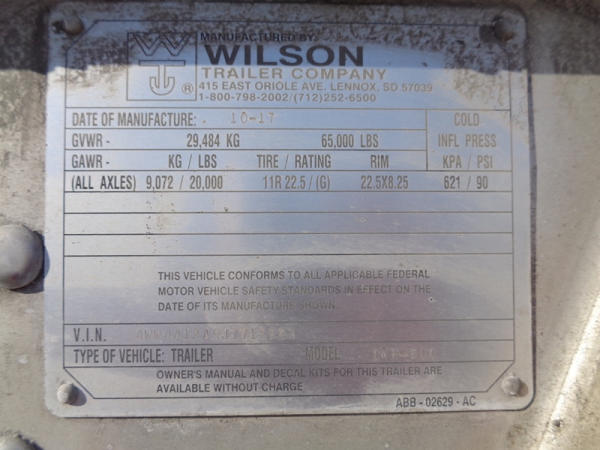 MANUFACTURED BY:
WILSON
TRAILER COMPANY
415 EAST ORIOLE AVE. LENNOX, SD 57039
® 1-800-798-2002/(712)252-6500
DATE OF MANUFACTURE: 10-17 COLD
GVWR - 29,484 KG 65,000 LBS INFL PRESS
GAWR - KG / LBS TIRE / RATING RIM KPA / PSI
(ALL AXLES) 9,072 / 20,000 11R 22.5 / (G) 22.5X8.25 621 / 90
THIS VEHICLE CONFORMS TO ALL APPLICABLE FEDERAL
MOTOR VEHICLE SAFETY STANDARDS IN EFFECT ON THE
DATE OF ITS MANUFACTURE SHOWN.
V.I.N.
TYPE OF VEHICLE: TRAILER MODEL
OWNER'S MANUAL AND DECAL KITS FOR THIS TRAILER ARE
AVAILABLE WITHOUT CHARGE
ABB - 02629 - AC